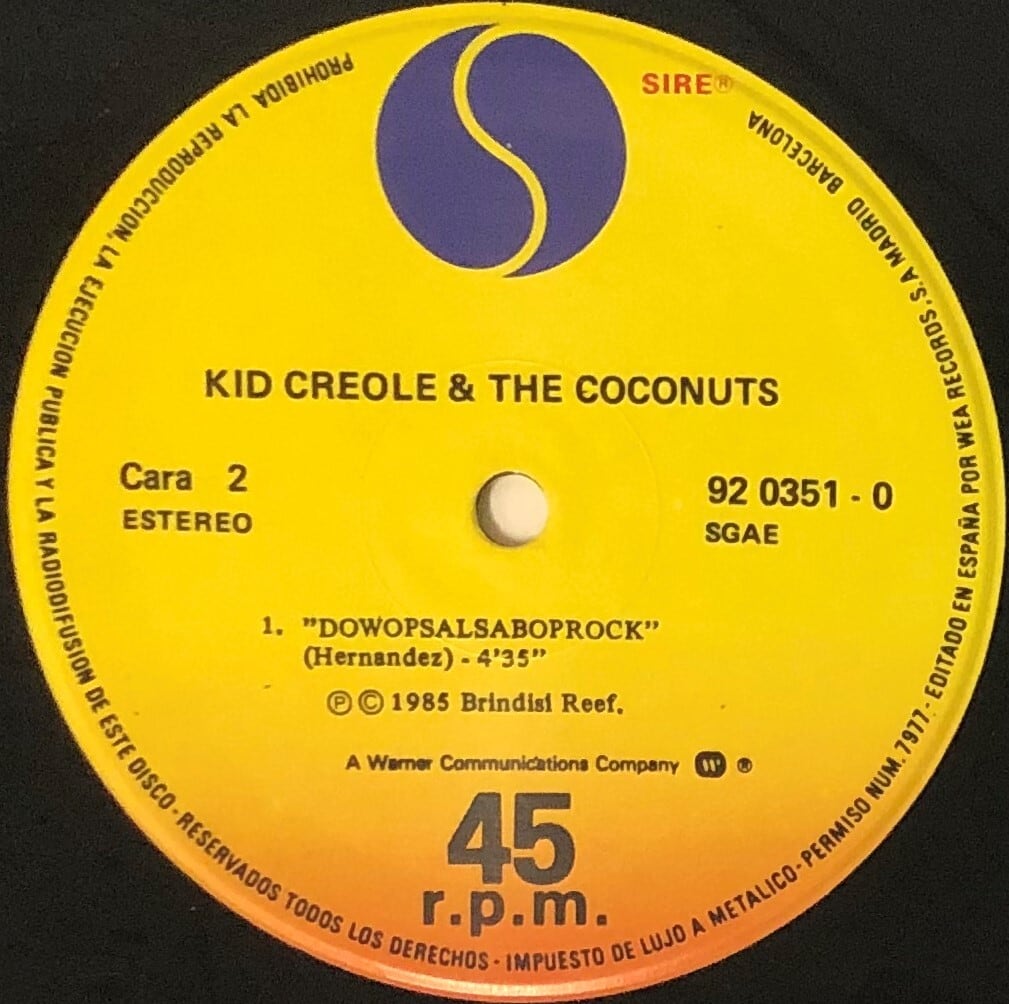 SIRE®
KID CREOLE & THE COCONUTS
Cara 2
ESTEREO
92 0351 - 0
SGAE
1. "DOWOPSALSABOPROCK"
(Hernandez) - 4'35"
Ⓟ © 1985 Brindisi Reef.
A Warner Communications Company ®
45
r.p.m.
PROHIBIDA LA REPRODUCCION, LA EJECUCION PUBLICA Y LA RADIODIFUSION DE ESTE DISCO - RESERVADOS TODOS LOS DERECHOS - IMPUESTO DE LUJO A METALICO - PERMISO NUM. 7977 - EDITADO EN ESPAÑA POR WEA RECORDS, S.A MADRID BARCELONA